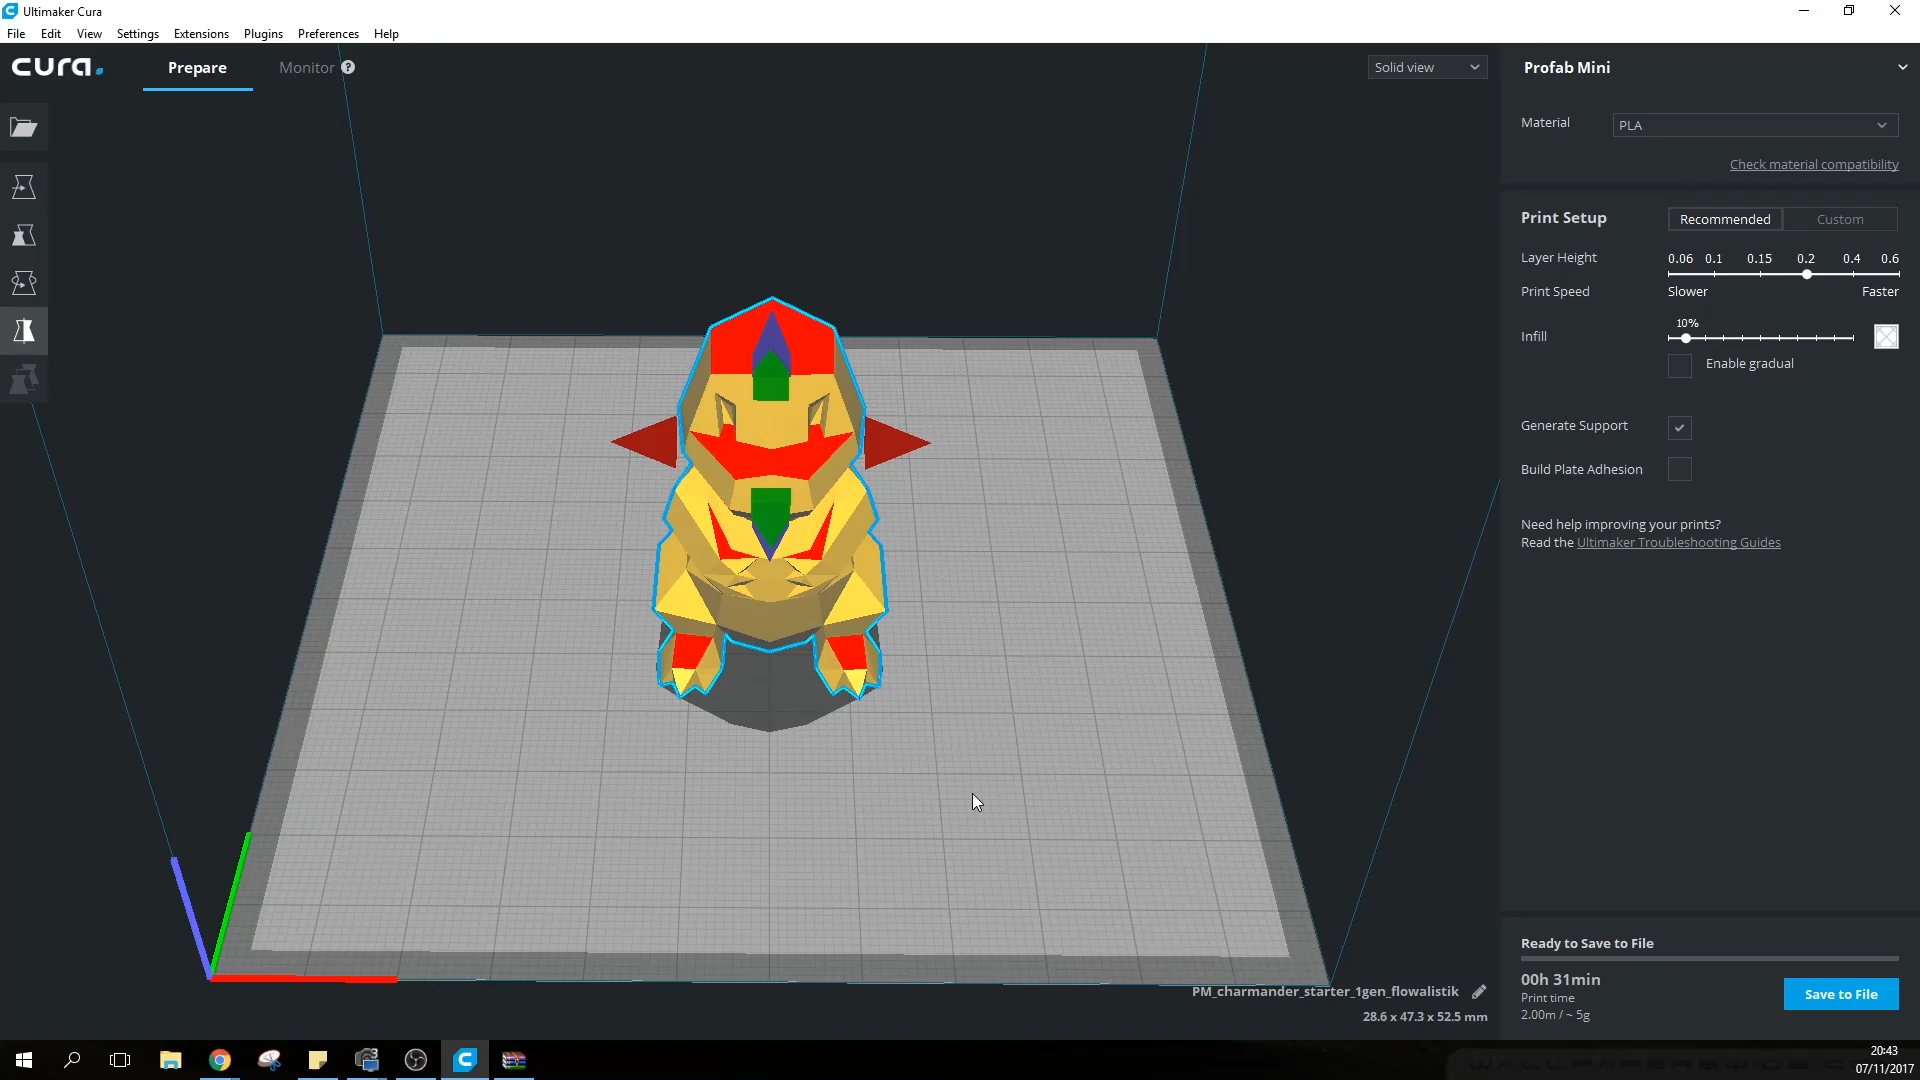 Ultimaker Cura
File Edit View Settings Extensions Plugins Preferences Help
cura.
Prepare
Monitor ?
Solid view
Profab Mini
Material
PLA
Check material compatibility
Print Setup
Recommended
Custom
Layer Height
0.06 0.1 0.15 0.2 0.4 0.6
Print Speed
Slower
Faster
10%
Infill
Enable gradual
Generate Support
Build Plate Adhesion
Need help improving your prints?
Read the Ultimaker Troubleshooting Guides
PM_charmander_starter_1gen_flowalistik
28.6 x 47.3 x 52.5 mm
Ready to Save to File
00h 31min
Print time
2.00m / ~ 5g
Save to File
20:43
07/11/2017